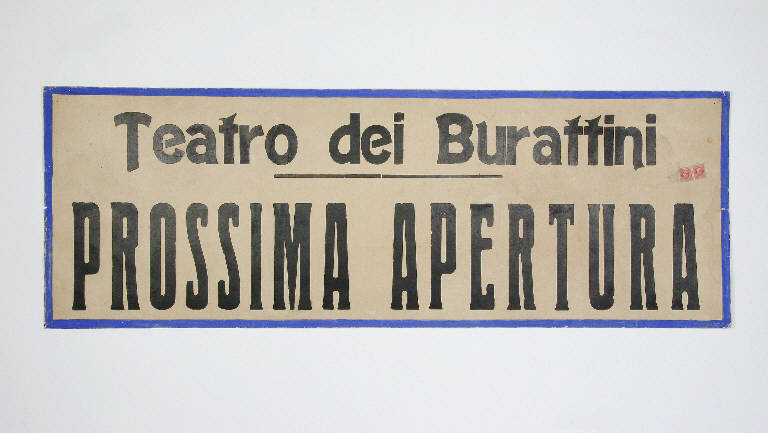 Teatro dei Burattini
PROSSIMA APERTURA